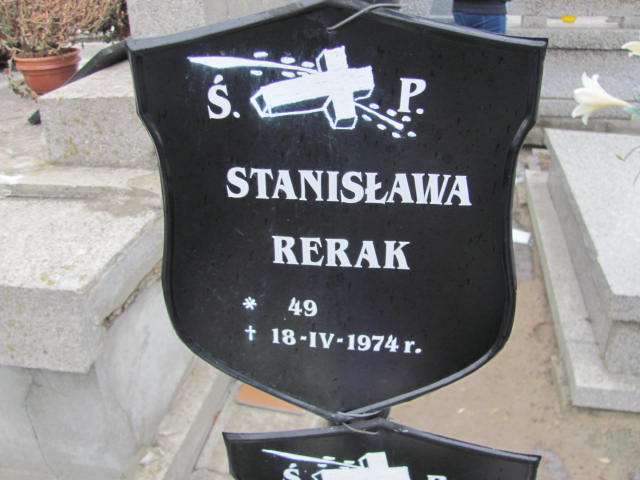 Ś. P.
STANISŁAWA
RERAK
* 49
† 18-IV-1974 r.
Ś P